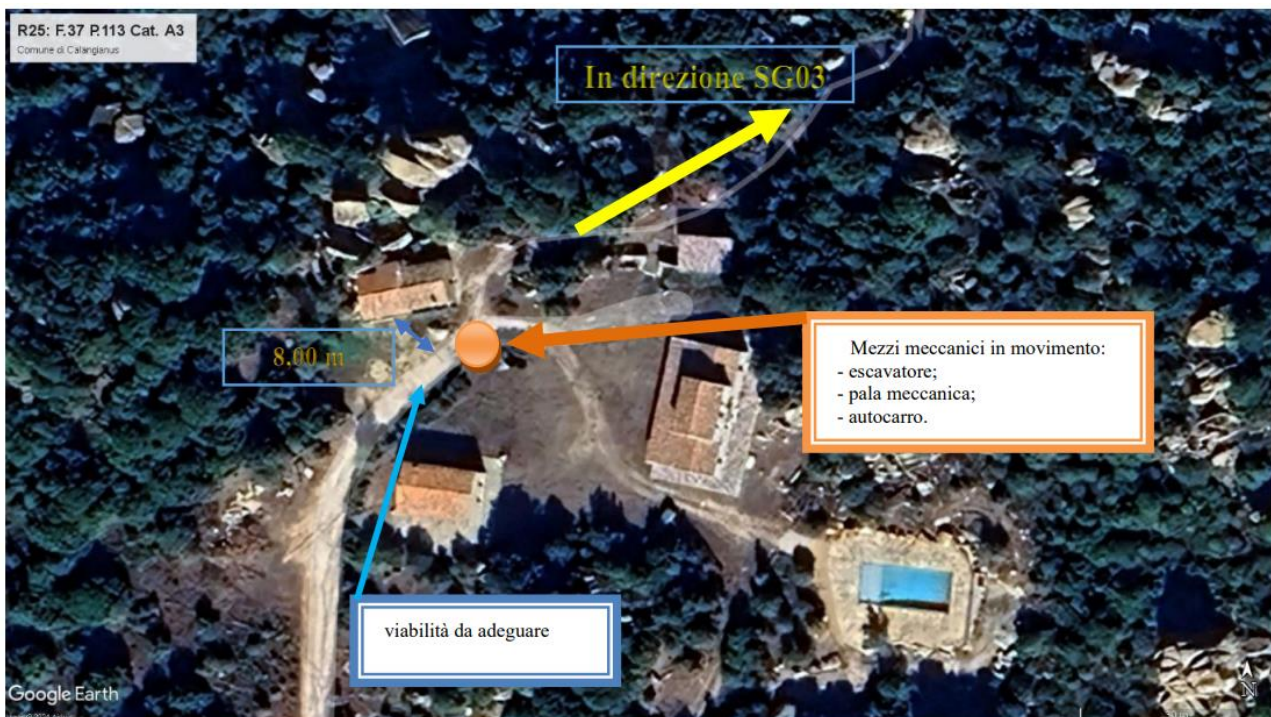 R25: F.37 P.113 Cat. A3
Comune di Calangianus
In direzione SG03
8,00 m
Mezzi meccanici in movimento:
- escavatore;
- pala meccanica;
- autocarro.
viabilità da adeguare
Google Earth
N